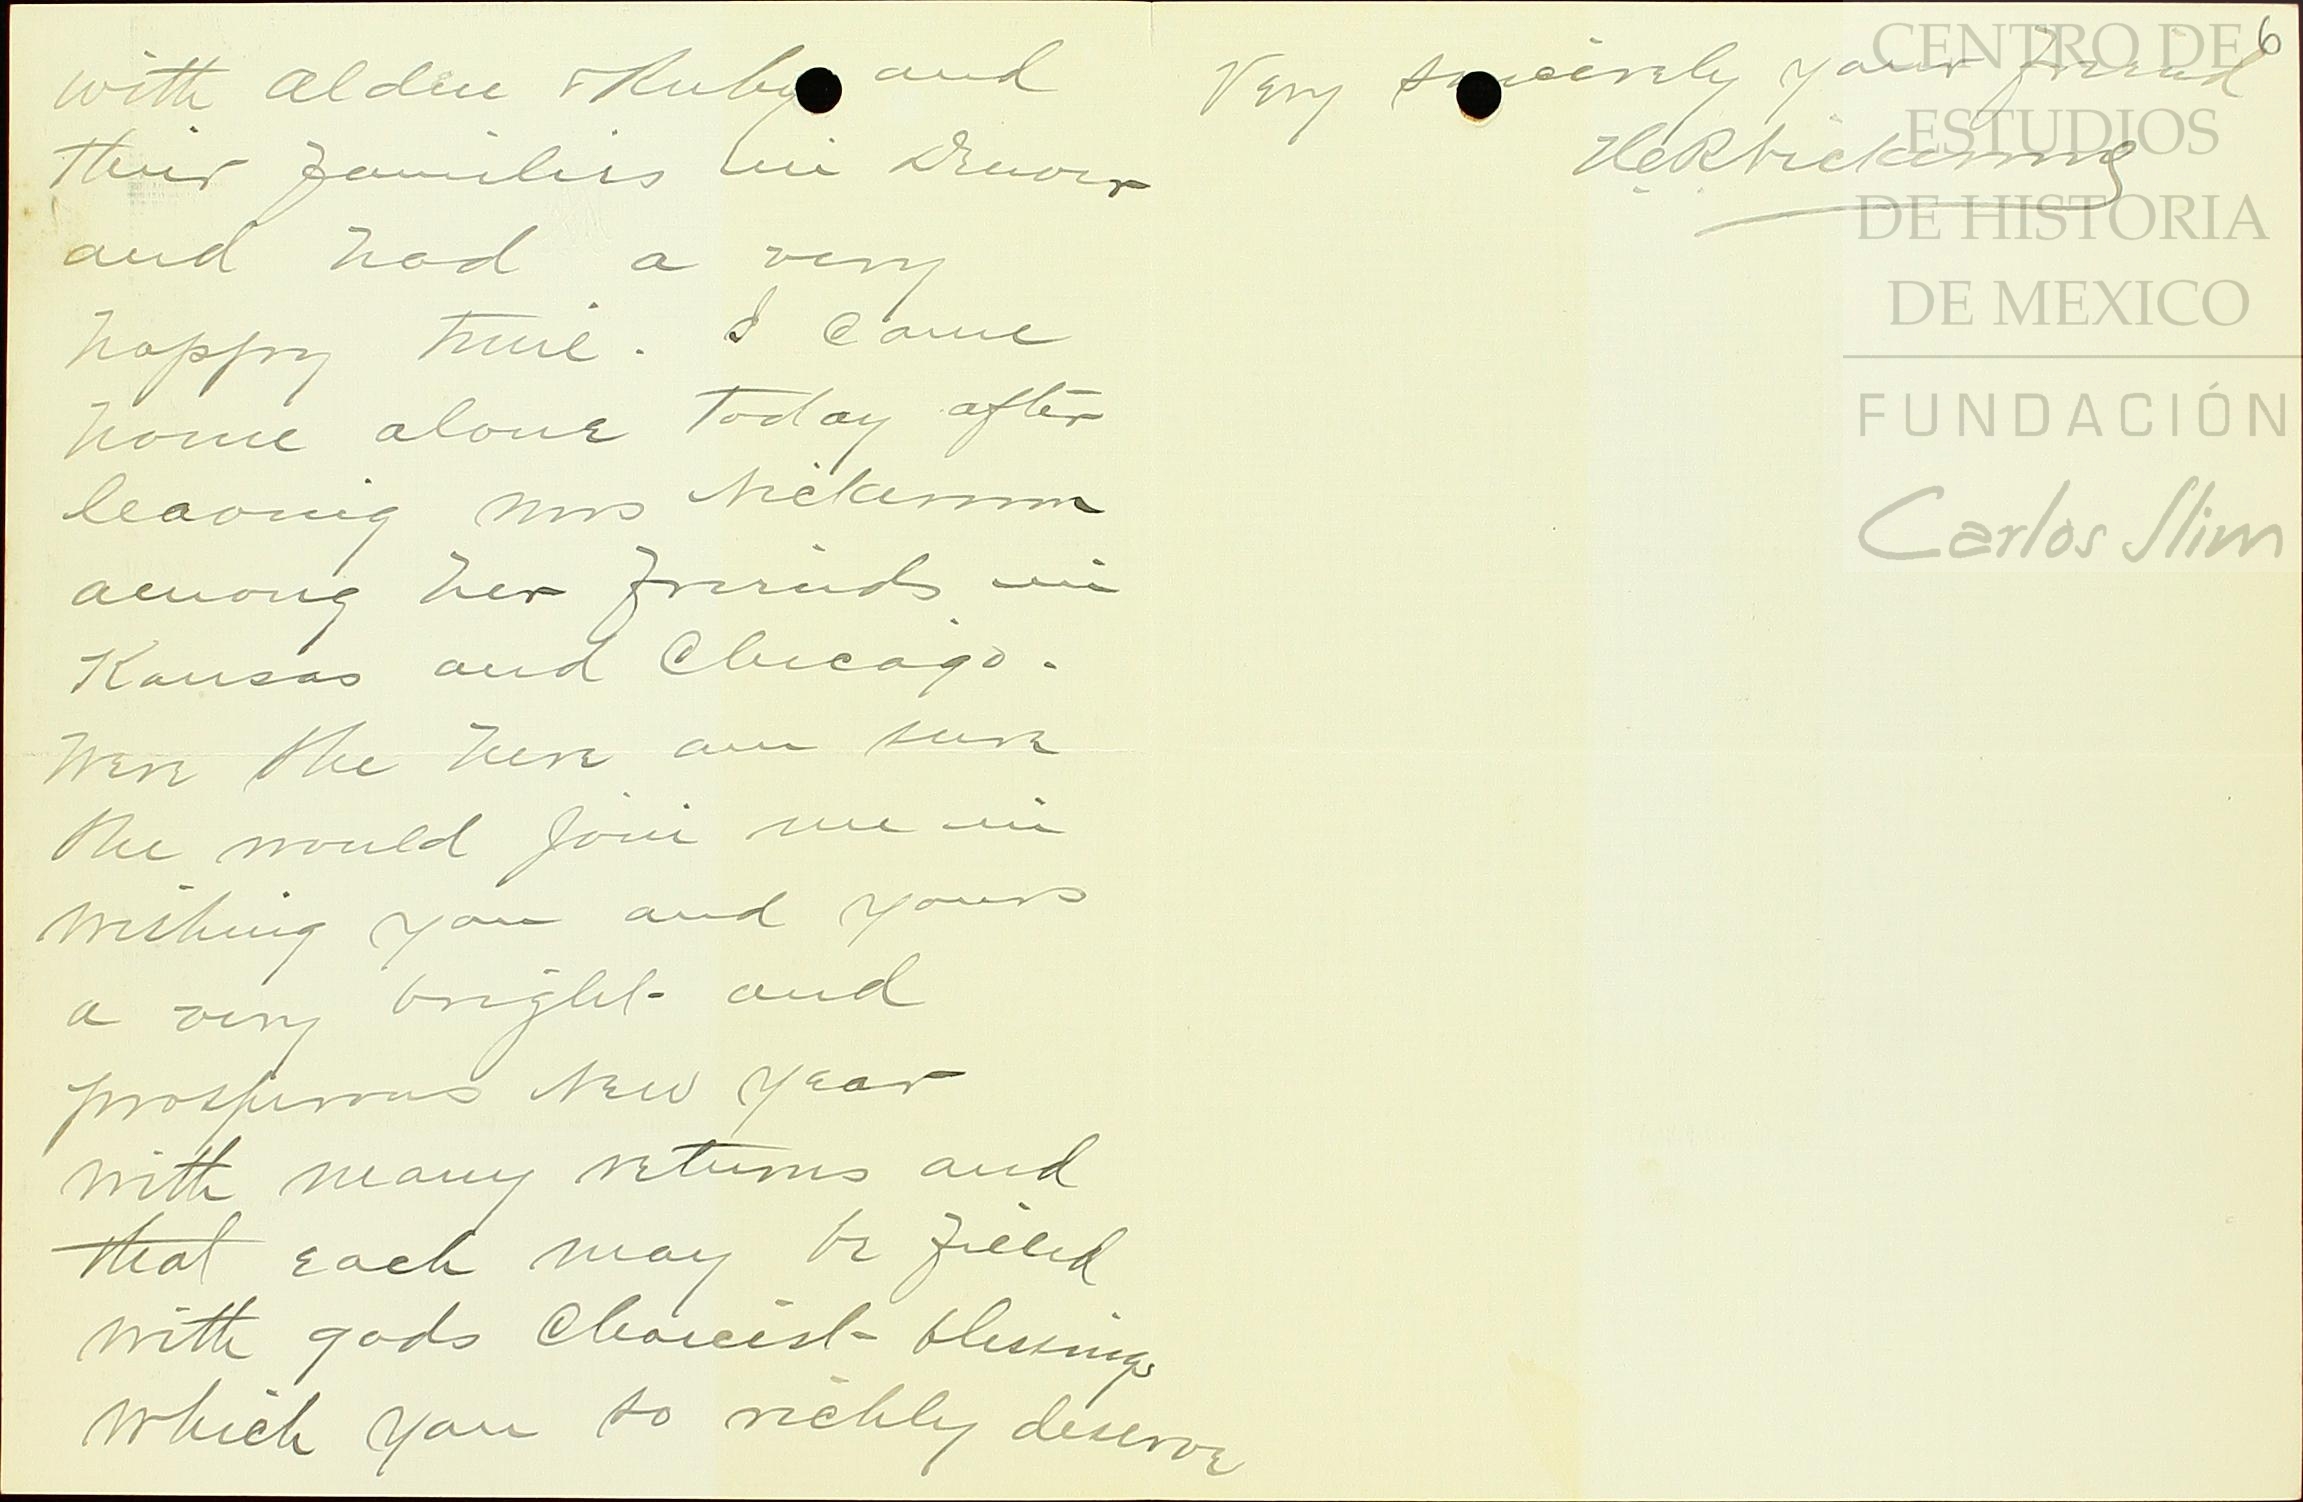 with Alden & Ruby and
their families in Denver
and had a very
happy time. I came
home alone today after
leaving Mrs Nickerson
among her friends in
Kansas and Chicago.
Were she here am sure
she would join me in
wishing you and yours
a very bright and
prosperous New Year
with many returns and
that each may be filled
with gods choicest blessings
which you so richly deserve
6
Very sincerely your friend
H.R. Nickerson
CENTRO DE
ESTUDIOS
DE HISTORIA
DE MEXICO
FUNDACIÓN
Carlos Slim